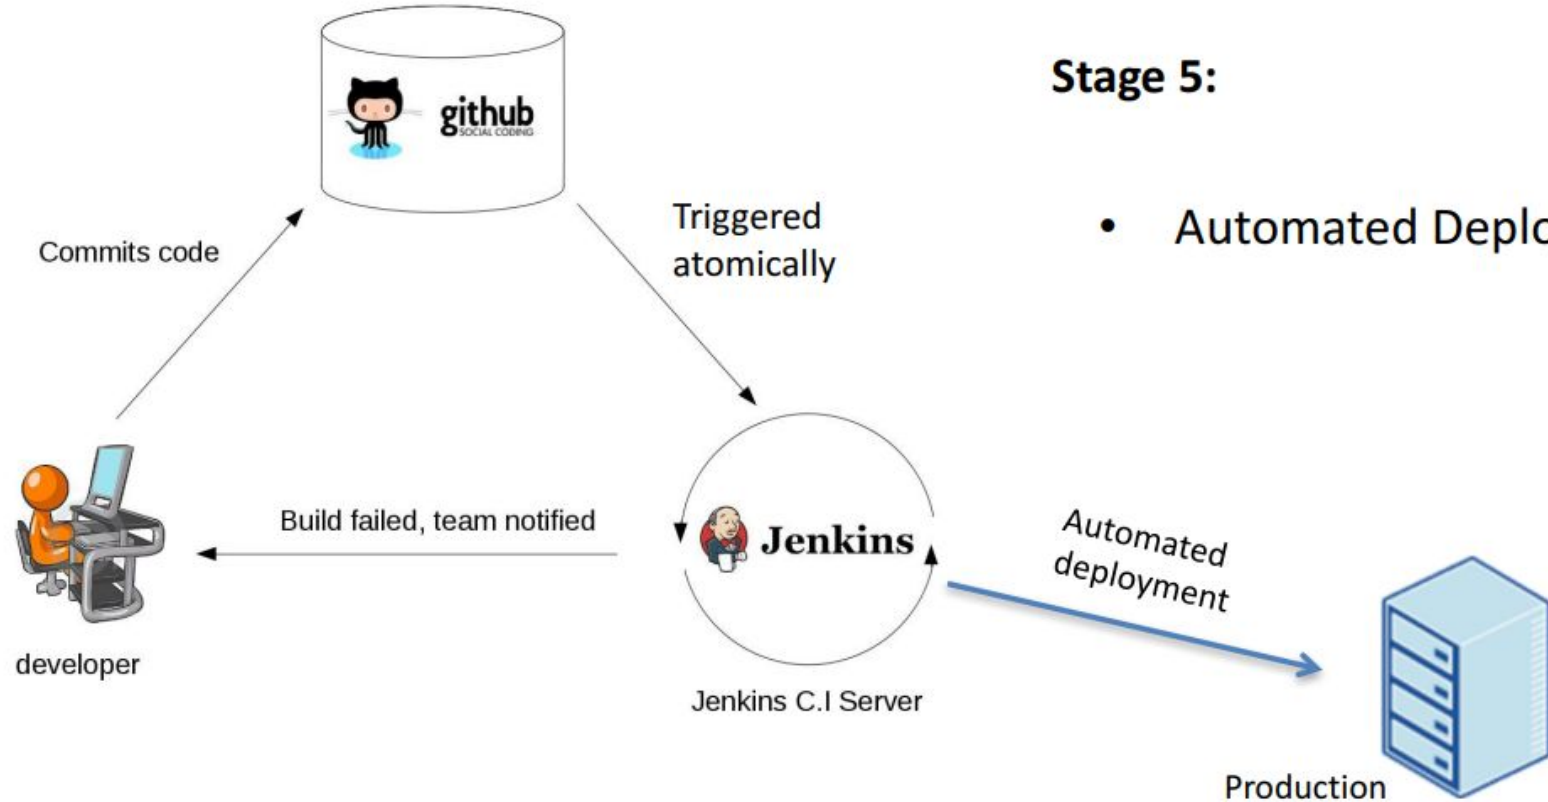 github
SOCIAL CODING
Stage 5:
Triggered
atomically
• Automated Deplo
Commits code
Build failed, team notified
Jenkins
Automated
deployment
developer
Jenkins C.I Server
Production